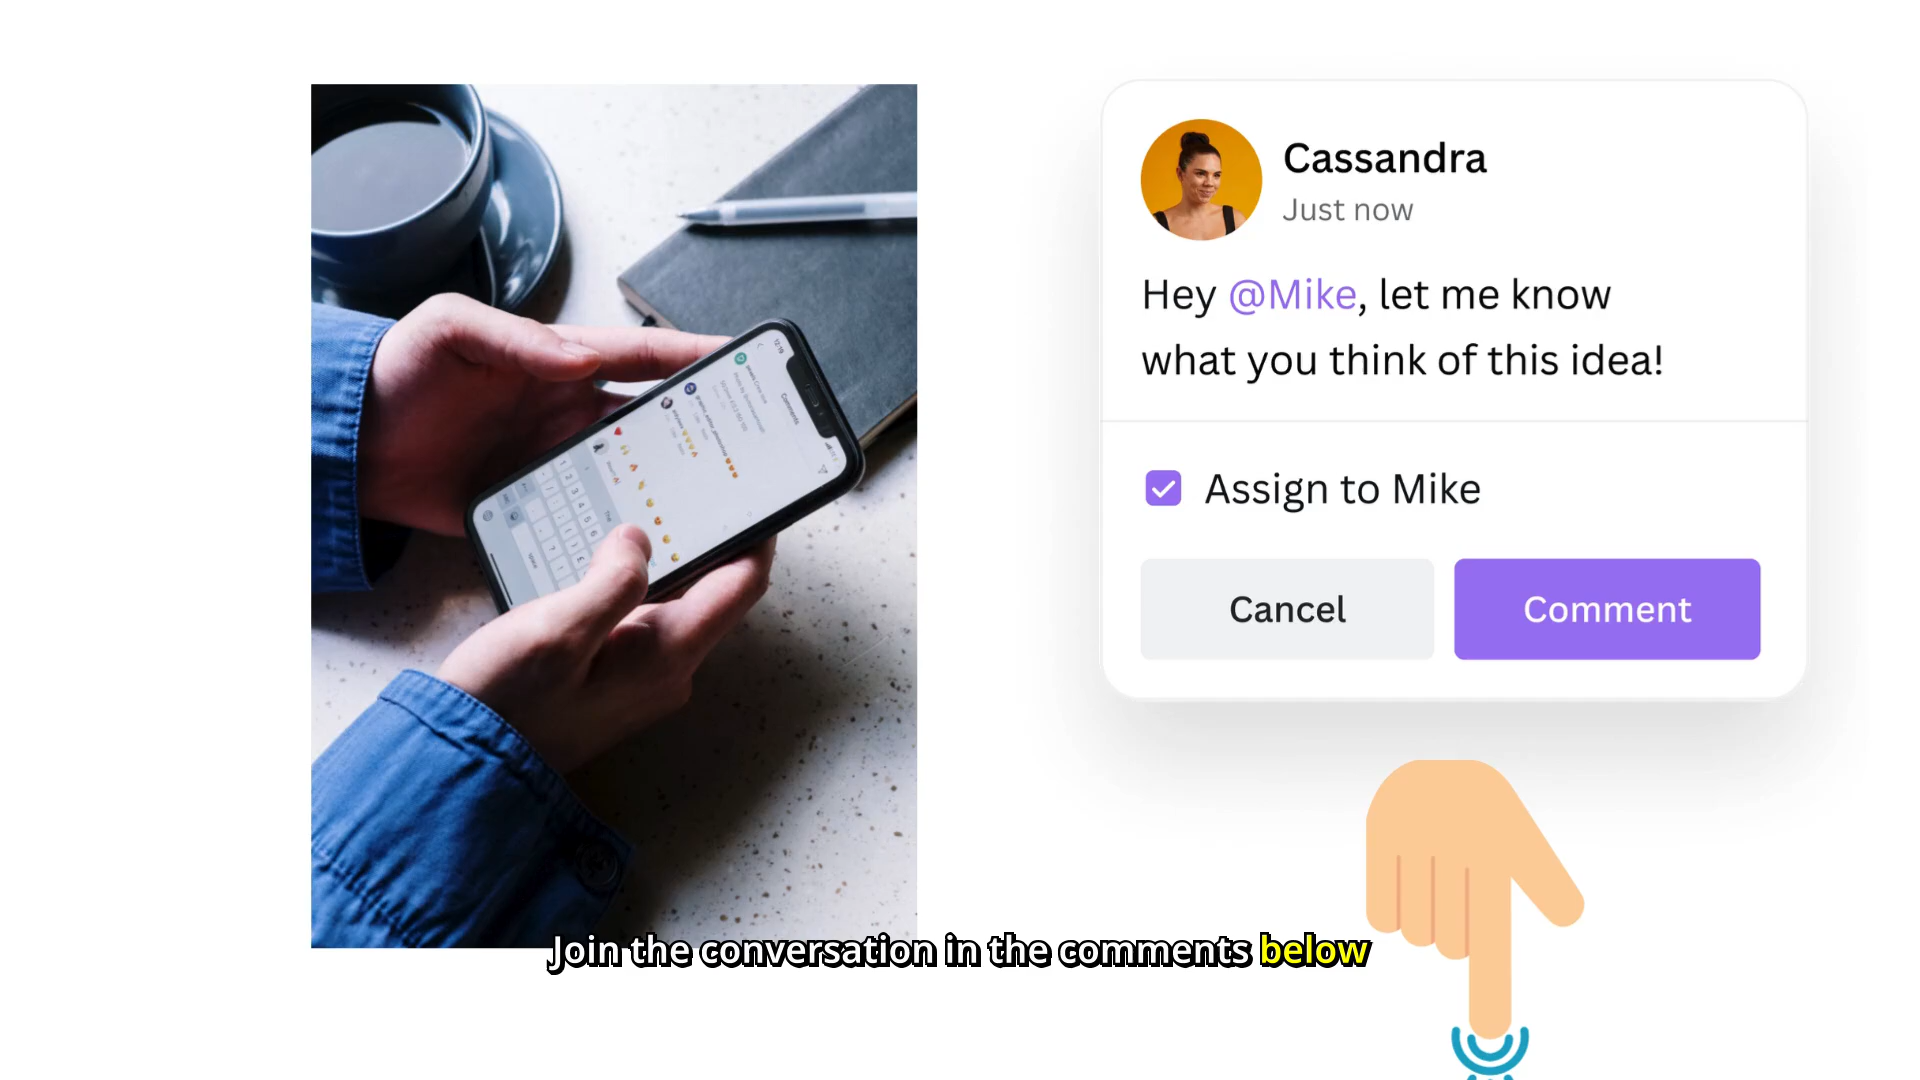 Cassandra
Just now
Hey @Mike, let me know
what you think of this idea!
Assign to Mike
Cancel
Comment
Comments
Join the conversation in the comments below